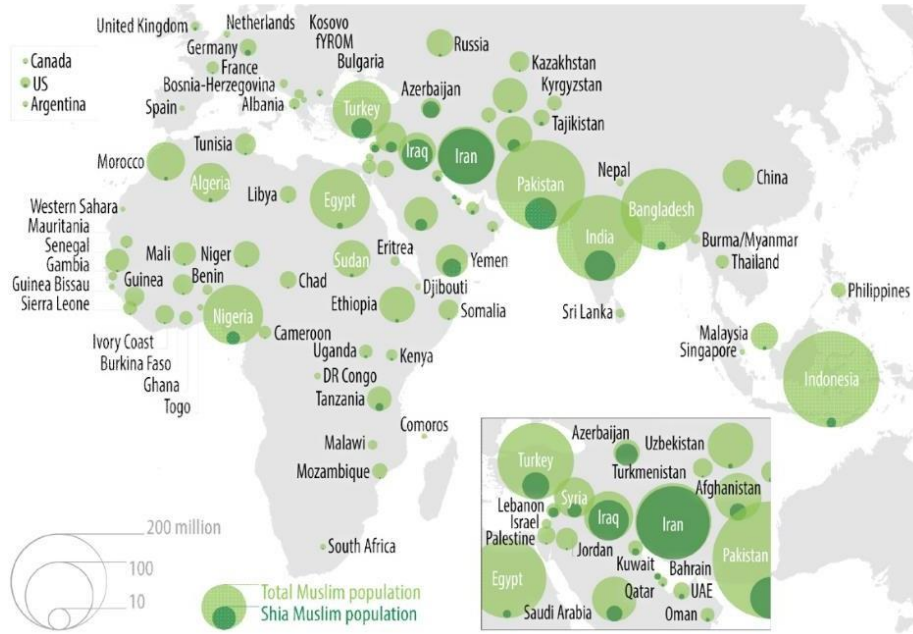 United Kingdom
Netherlands
Germany
France
Bosnia-Herzegovina
Spain
Albania
Kosovo
fYROM
Bulgaria
Russia
Kazakhstan
Kyrgyzstan
Tajikistan
Azerbaijan
Canada
US
Argentina
Turkey
Iraq
Iran
Pakistan
Nepal
India
Bangladesh
China
Burma/Myanmar
Thailand
Philippines
Sri Lanka
Malaysia
Singapore
Indonesia
Tunisia
Morocco
Algeria
Libya
Egypt
Western Sahara
Mauritania
Senegal
Gambia
Guinea Bissau
Sierra Leone
Mali
Niger
Guinea
Benin
Chad
Sudan
Eritrea
Yemen
Djibouti
Ethiopia
Somalia
Nigeria
Cameroon
Ivory Coast
Burkina Faso
Ghana
Togo
Uganda
Kenya
DR Congo
Tanzania
Comoros
Malawi
Mozambique
South Africa
200 million
100
10
Total Muslim population
Shia Muslim population
Azerbaijan
Uzbekistan
Turkey
Turkmenistan
Afghanistan
Syria
Lebanon
Israel
Palestine
Iraq
Iran
Jordan
Kuwait
Pakistan
Egypt
Bahrain
Qatar
UAE
Saudi Arabia
Oman